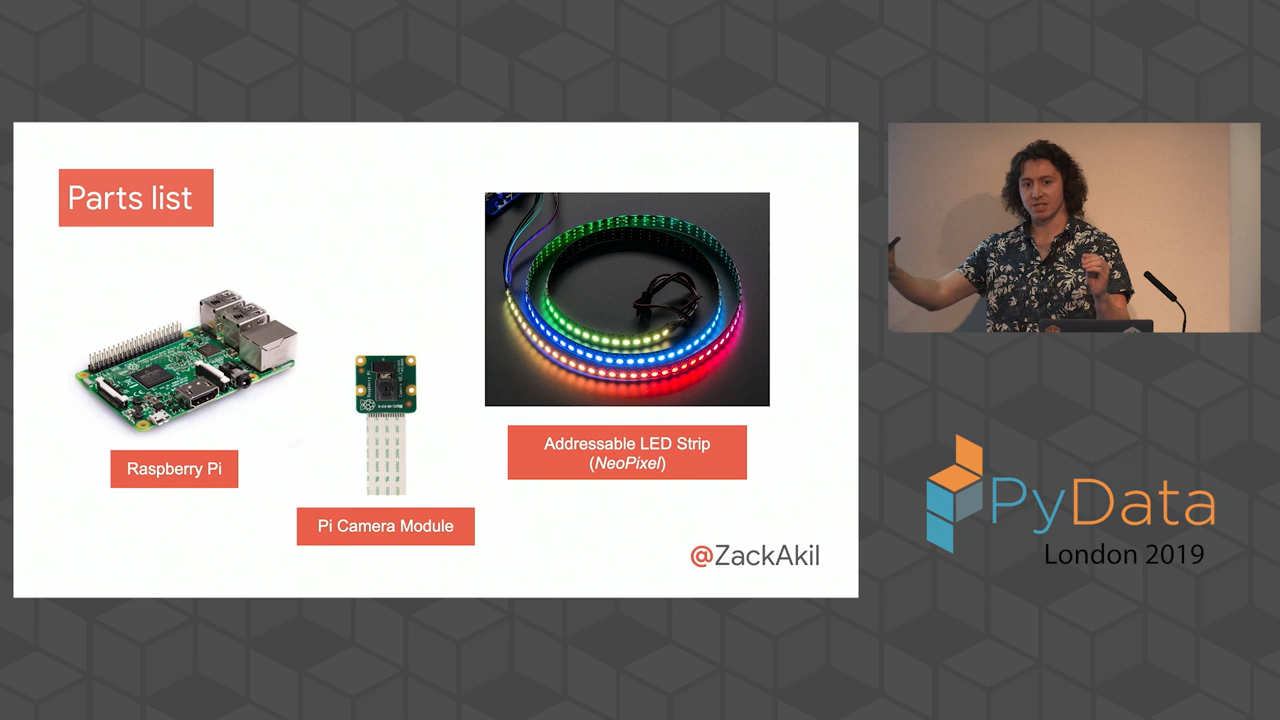 Parts list
Raspberry Pi
Pi Camera Module
Addressable LED Strip
(NeoPixel)
@ZackAkil
PyData
London 2019